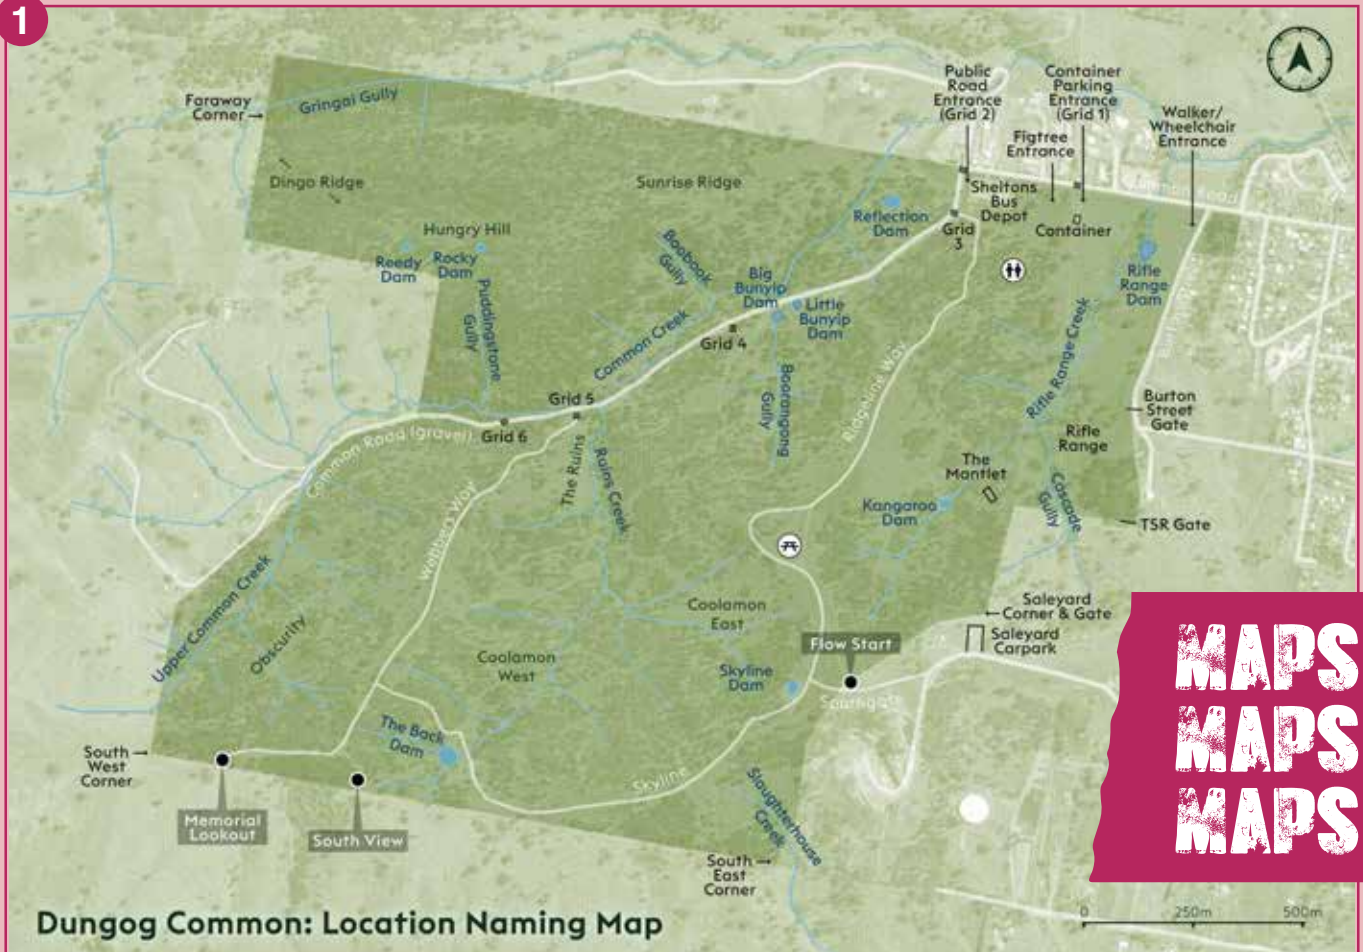 1
Public
Road
Entrance
(Grid 2)
Container
Parking
Entrance
(Grid 1)
Walker/
Wheelchair
Entrance
Figtree
Entrance
Faraway
Corner
Gringai Gully
Dingo Ridge
Sunrise Ridge
Sheltons
Bus
Depot
Reflection
Dam
Grid
3
Container
Hungry Hill
Reedy
Dam
Rocky
Dam
Puddingstone
Gully
Boobook
Gully
Big
Bunyip
Dam
Little
Bunyip
Dam
Rifle
Range
Dam
Common Creek
Grid 4
Rifle Range Creek
Ridgeline Way
Boorangong
Gully
Grid 5
Grid 6
Common Road (gravel)
Burton
Street
Gate
Rifle
Range
The Ruins
Ruins Creek
The
Mantlet
Kangaroo
Dam
Cascade
Gully
TSR Gate
Wattlers Way
Upper Common Creek
Obscurity
Coolamon
East
Saleyard
Corner & Gate
Saleyard
Carpark
Flow Start
Coolamon
West
Skyline
Dam
Southgate
The Back
Dam
South
West
Corner
Memorial
Lookout
South View
Skyline
Slaughterhouse
Creek
South
East
Corner
MAPS
MAPS
MAPS
0 250m 500m
Dungog Common: Location Naming Map